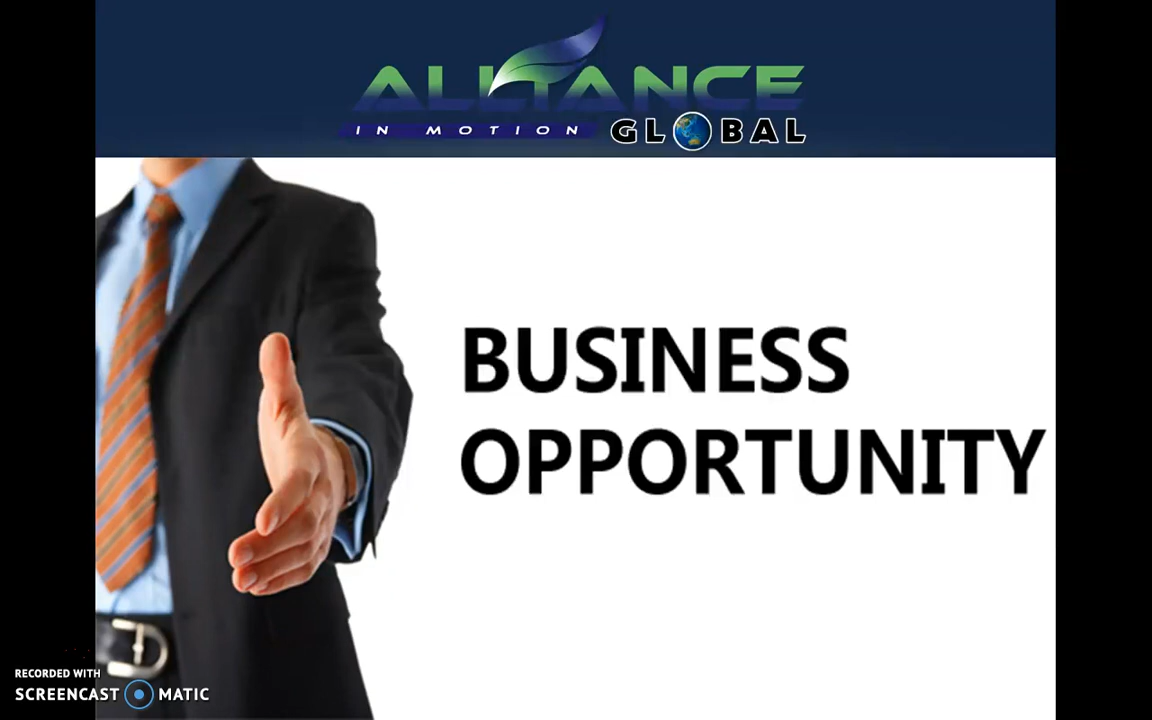 ALLIANCE
IN MOTION GLOBAL
BUSINESS
OPPORTUNITY
RECORDED WITH
SCREENCAST MATIC